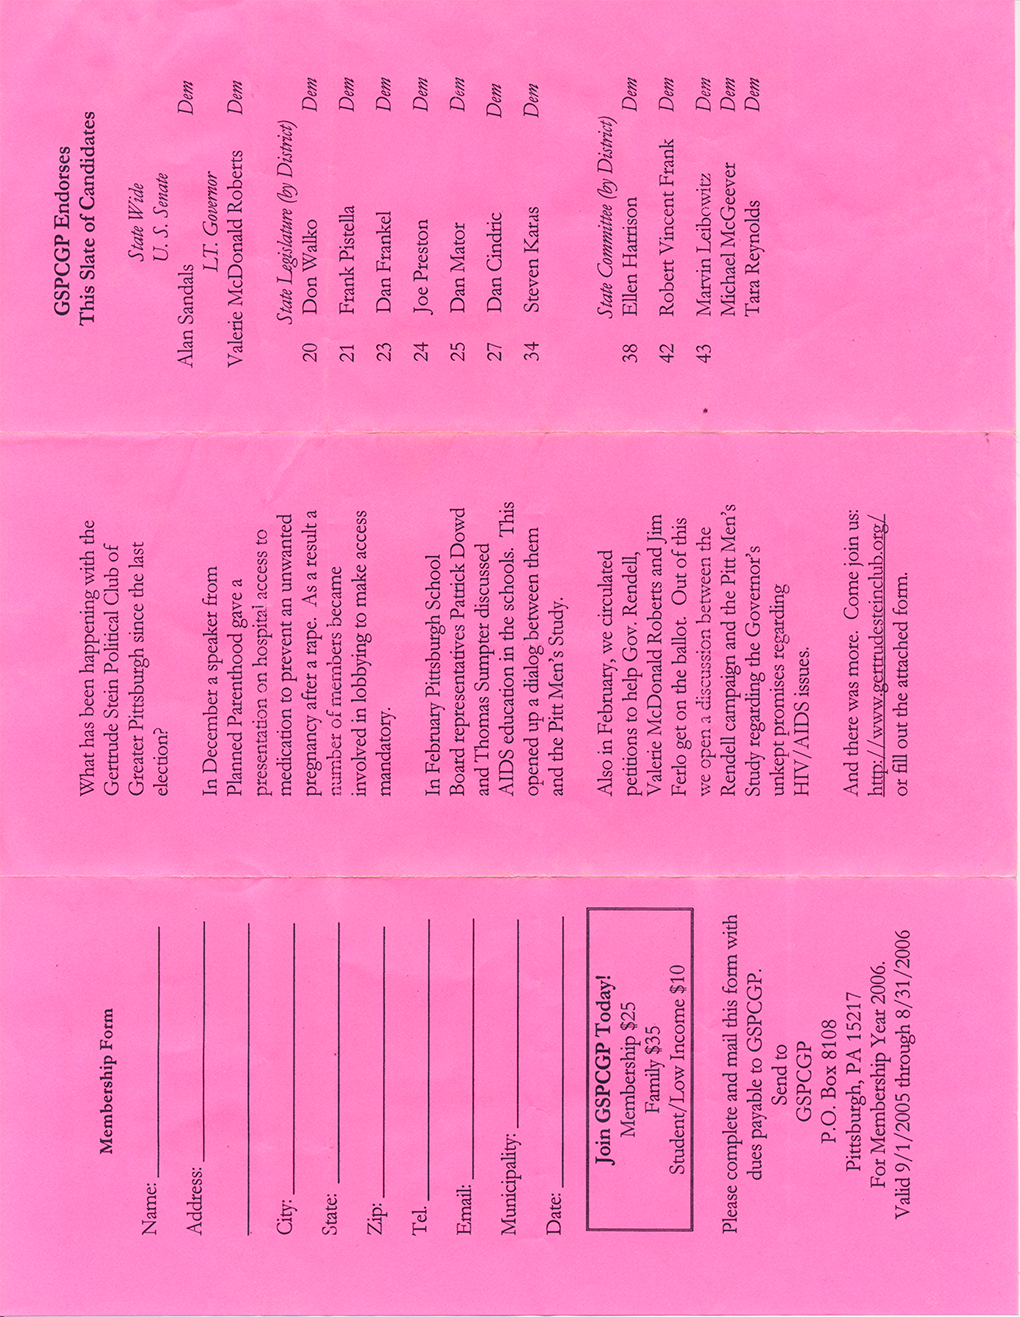 Membership Form
Name:
Address:
City:
State:
Zip:
Tel.
Email:
Municipality:
Date:
Join GSPCGP Today!
Membership $25
Family $35
Student/Low Income $10
Please complete and mail this form with
dues payable to GSPCGP.
Send to
GSPCGP
P.O. Box 8108
Pittsburgh, PA 15217
For Membership Year 2006.
Valid 9/1/2005 through 8/31/2006
What has been happening with the
Gertrude Stein Political Club of
Greater Pittsburgh since the last
election?
In December a speaker from
Planned Parenthood gave a
presentation on hospital access to
medication to prevent an unwanted
pregnancy after a rape. As a result a
number of members became
involved in lobbying to make access
mandatory.
In February Pittsburgh School
Board representatives Patrick Dowd
and Thomas Sumpter discussed
AIDS education in the schools. This
opened up a dialog between them
and the Pitt Men's Study.
Also in February, we circulated
petitions to help Gov. Rendell,
Valerie McDonald Roberts and Jim
Ferlo get on the ballot. Out of this
we open a discussion between the
Rendell campaign and the Pitt Men's
Study regarding the Governor's
unkept promises regarding
HIV/AIDS issues.
And there was more. Come join us:
http://www.gertrudesteinclub.org/
or fill out the attached form.
GSPCGP Endorses
This Slate of Candidates
State Wide
U. S. Senate
Alan Sandals Dem
LT. Governor
Valerie McDonald Roberts Dem
State Legislature (by District)
20 Don Walko Dem
21 Frank Pistella Dem
23 Dan Frankel Dem
24 Joe Preston Dem
25 Dan Mator Dem
27 Dan Cindric Dem
34 Steven Karas Dem
State Committee (by District)
38 Ellen Harrison Dem
42 Robert Vincent Frank Dem
43 Marvin Leibowitz Dem
Michael McGeever Dem
Tara Reynolds Dem